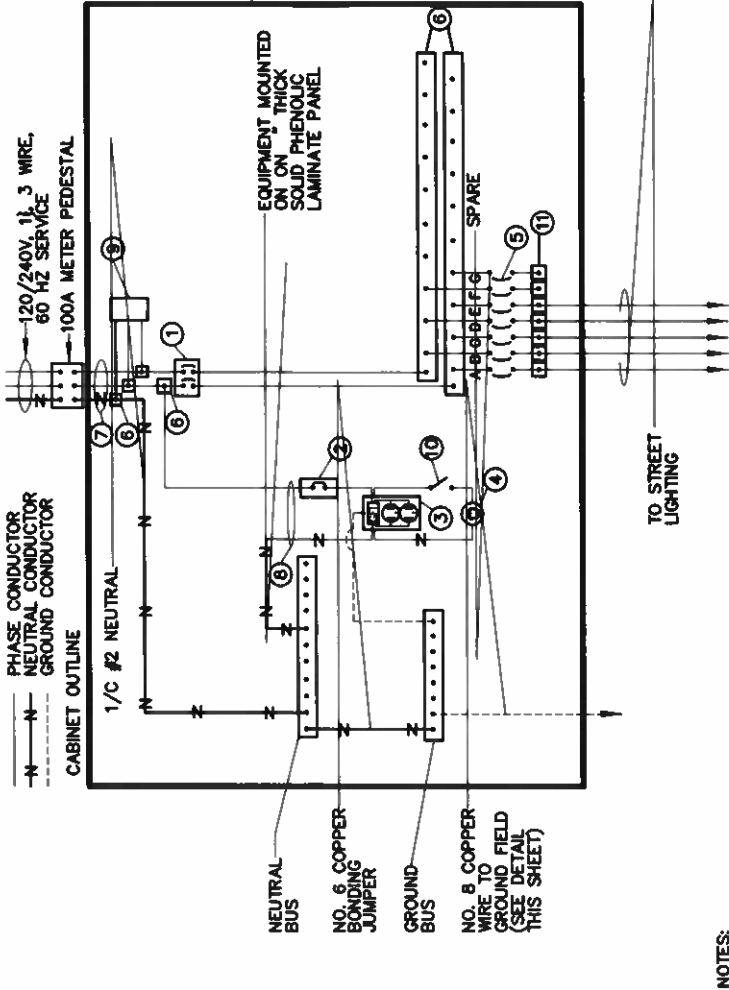 PHASE CONDUCTOR
N NEUTRAL CONDUCTOR
GROUND CONDUCTOR
CABINET OUTLINE
120/240V, 1ƚ, 3 WIRE,
60 HZ SERVICE
100A METER PEDESTAL
1/C #2 NEUTRAL
N
N
N
N
N
N
N
7
6
9
1
6
EQUIPMENT MOUNTED
ON ON " THICK
SOLID PHENOLIC
LAMINATE PANEL
6
2
8
N
N
N
3
N
10
4
N
N
NEUTRAL
BUS
NO. 6 COPPER
BONDING
JUMPER
GROUND
BUS
NO. 8 COPPER
WIRE TO
GROUND FIELD
(SEE DETAIL
THIS SHEET)
A B C D E F G
SPARE
5
11
TO STREET
LIGHTING
NOTES: